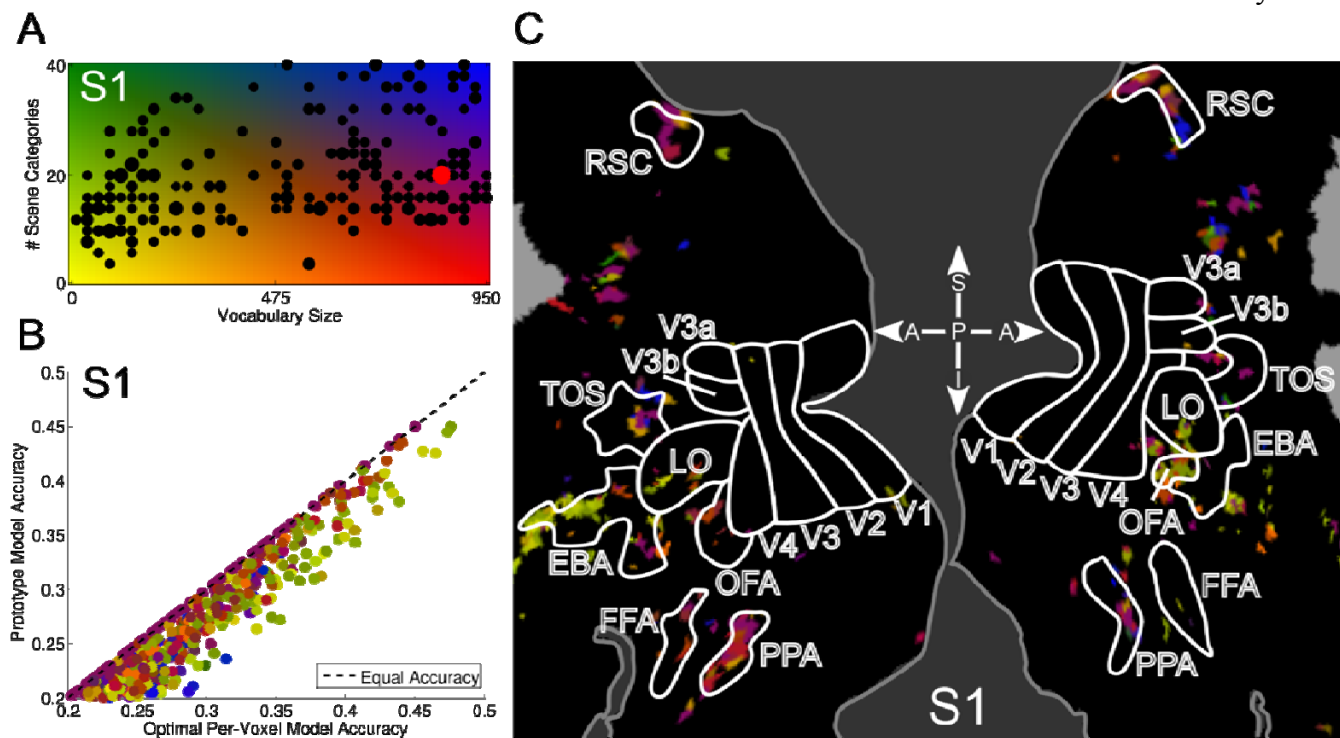 A
S1
40
20
0
# Scene Categories
0
475
950
Vocabulary Size
B
S1
0.5
0.45
0.4
0.35
0.3
0.25
0.2
Prototype Model Accuracy
Equal Accuracy
0.2
0.25
0.3
0.35
0.4
0.45
0.5
Optimal Per-Voxel Model Accuracy
C
RSC
RSC
S
A P A
I
V3a
V3b
TOS
LO
EBA
OFA
V4
V3
V2
V1
FFA
PPA
V3a
V3b
TOS
LO
EBA
V1
V2
V3
V4
OFA
FFA
PPA
S1